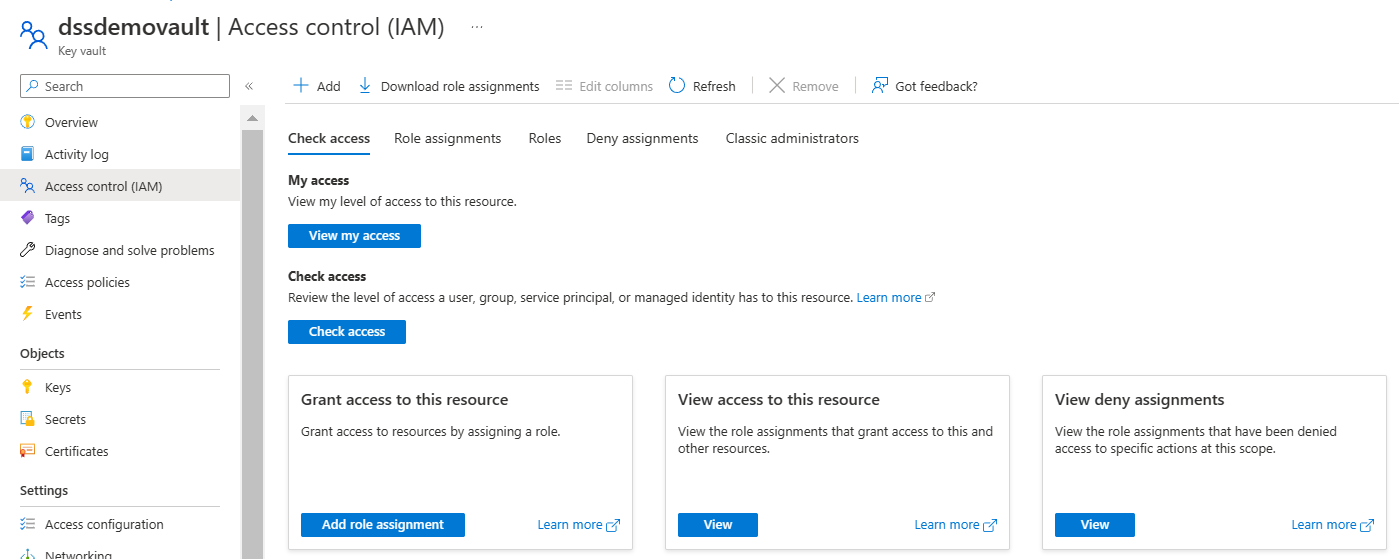 dssdemovault | Access control (IAM) ...
Key vault
Search
Overview
Activity log
Access control (IAM)
Tags
Diagnose and solve problems
Access policies
Events
Objects
Keys
Secrets
Certificates
Settings
Access configuration
Networking
Add Download role assignments Edit columns Refresh Remove Got feedback?
Check access Role assignments Roles Deny assignments Classic administrators
My access
View my level of access to this resource.
View my access
Check access
Review the level of access a user, group, service principal, or managed identity has to this resource. Learn more
Check access
Grant access to this resource
Grant access to resources by assigning a role.
Add role assignment Learn more
View access to this resource
View the role assignments that grant access to this and
other resources.
View Learn more
View deny assignments
View the role assignments that have been denied
access to specific actions at this scope.
View Learn more